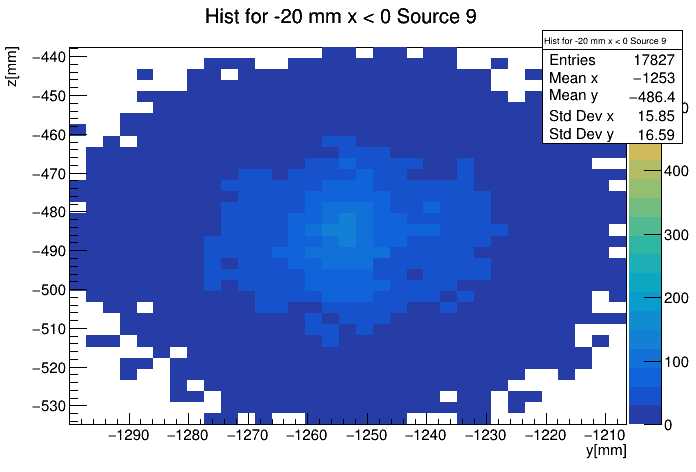 Hist for -20 mm x < 0 Source 9
Hist for -20 mm x < 0 Source 9
Entries 17827
Mean x −1253
Mean y −486.4
Std Dev x 15.85
Std Dev y 16.59
z[mm]
−440
−450
−460
−470
−480
−490
−500
−510
−520
−530
400
300
200
100
0
−1290 −1280 −1270 −1260 −1250 −1240 −1230 −1220 −1210
y[mm]